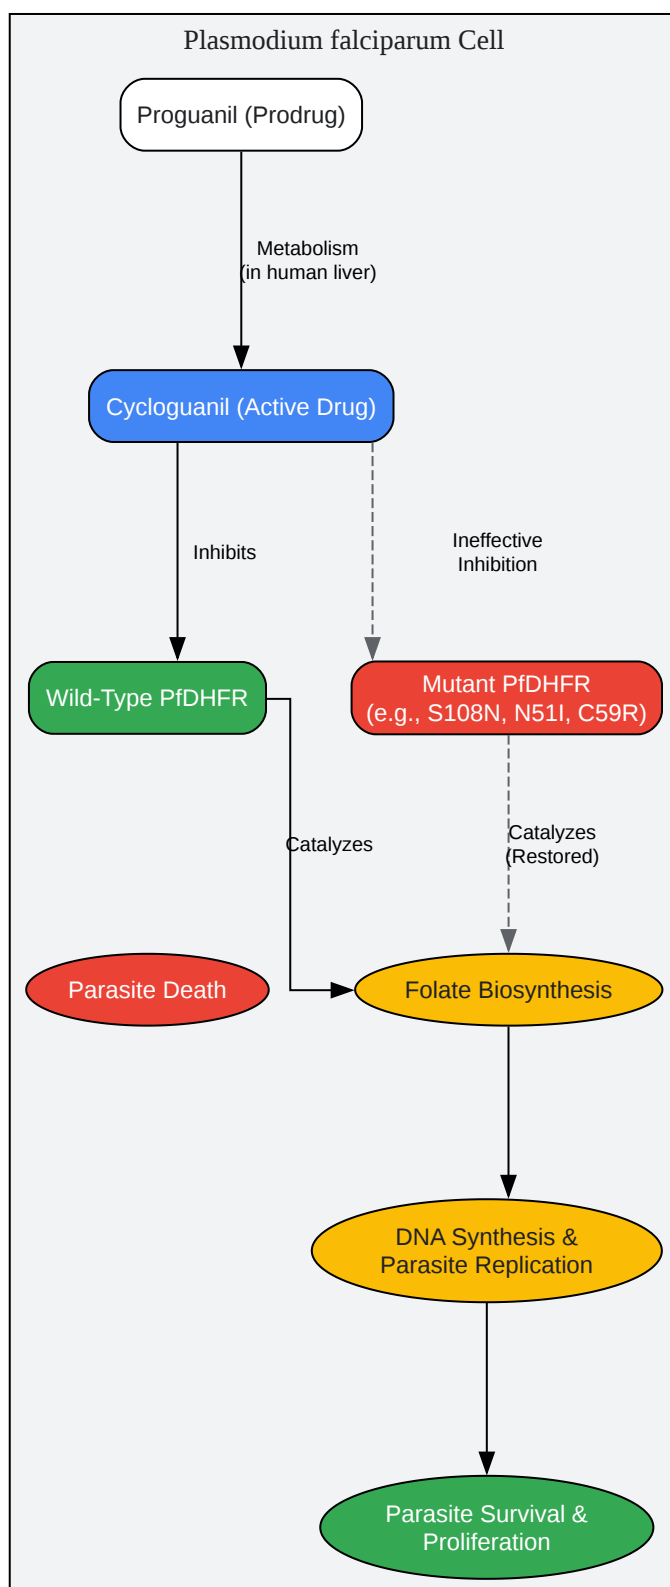 Plasmodium falciparum Cell
Proguanil (Prodrug)
Metabolism
(in human liver)
Cycloguanil (Active Drug)
Inhibits
Ineffective
Inhibition
Wild-Type PfDHFR
Mutant PfDHFR
(e.g., S108N, N51I, C59R)
Catalyzes
Catalyzes
(Restored)
Parasite Death
Folate Biosynthesis
DNA Synthesis &
Parasite Replication
Parasite Survival &
Proliferation